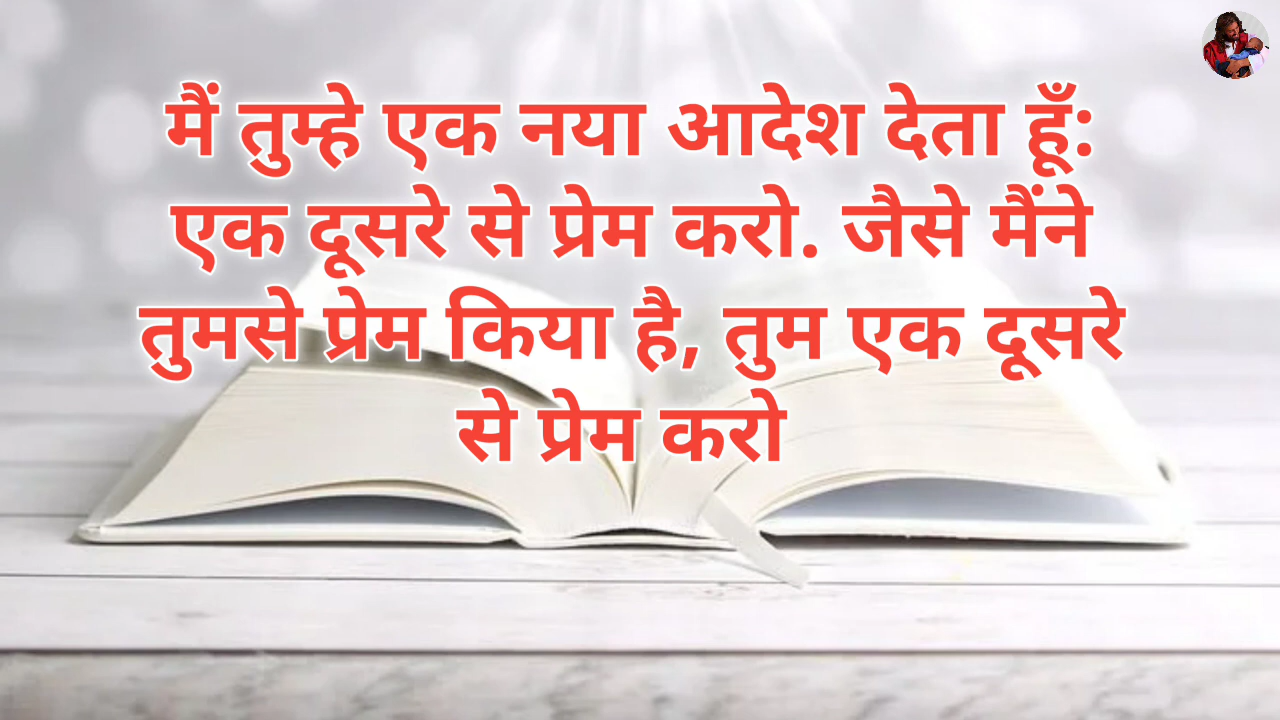 मैं तुम्हे एक नया आदेश देता हूँ:
एक दूसरे से प्रेम करो. जैसे मैंने
तुमसे प्रेम किया है, तुम एक दूसरे
से प्रेम करो